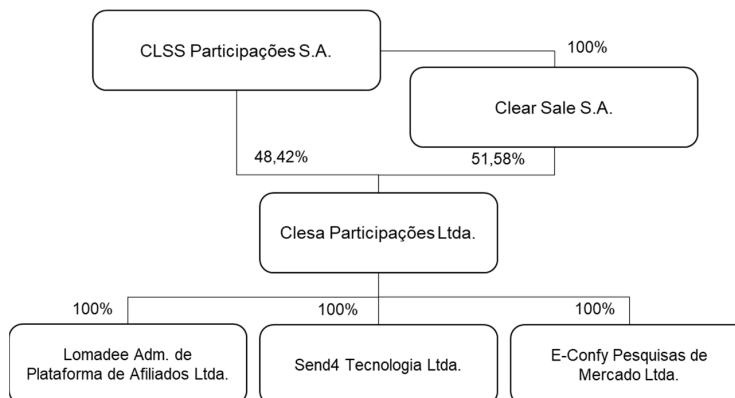 CLSS Participações S.A.
100%
Clear Sale S.A.
48,42%
51,58%
Clesa Participações Ltda.
100%
100%
100%
Lomadee Adm. de
Plataforma de Afiliados Ltda.
Send4 Tecnologia Ltda.
E-Confy Pesquisas de
Mercado Ltda.